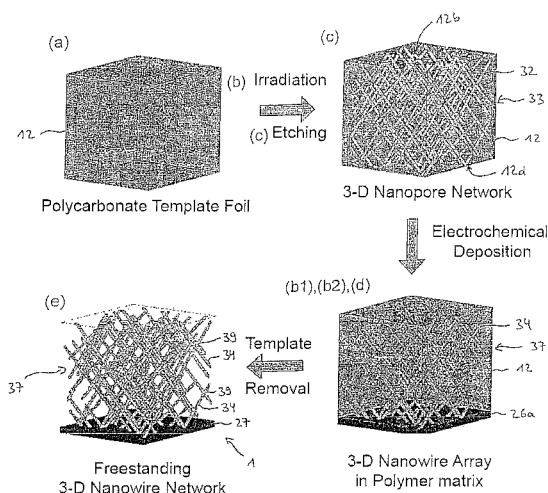 (a)
12
Polycarbonate Template Foil
(b) Irradiation
(c) Etching
(c)
12b
32
33
12
12a
3-D Nanopore Network
Electrochemical
Deposition
(b1),(b2),(d)
34
37
12
26a
3-D Nanowire Array
in Polymer matrix
Template
Removal
(e)
39
34
37
39
34
27
1
Freestanding
3-D Nanowire Network